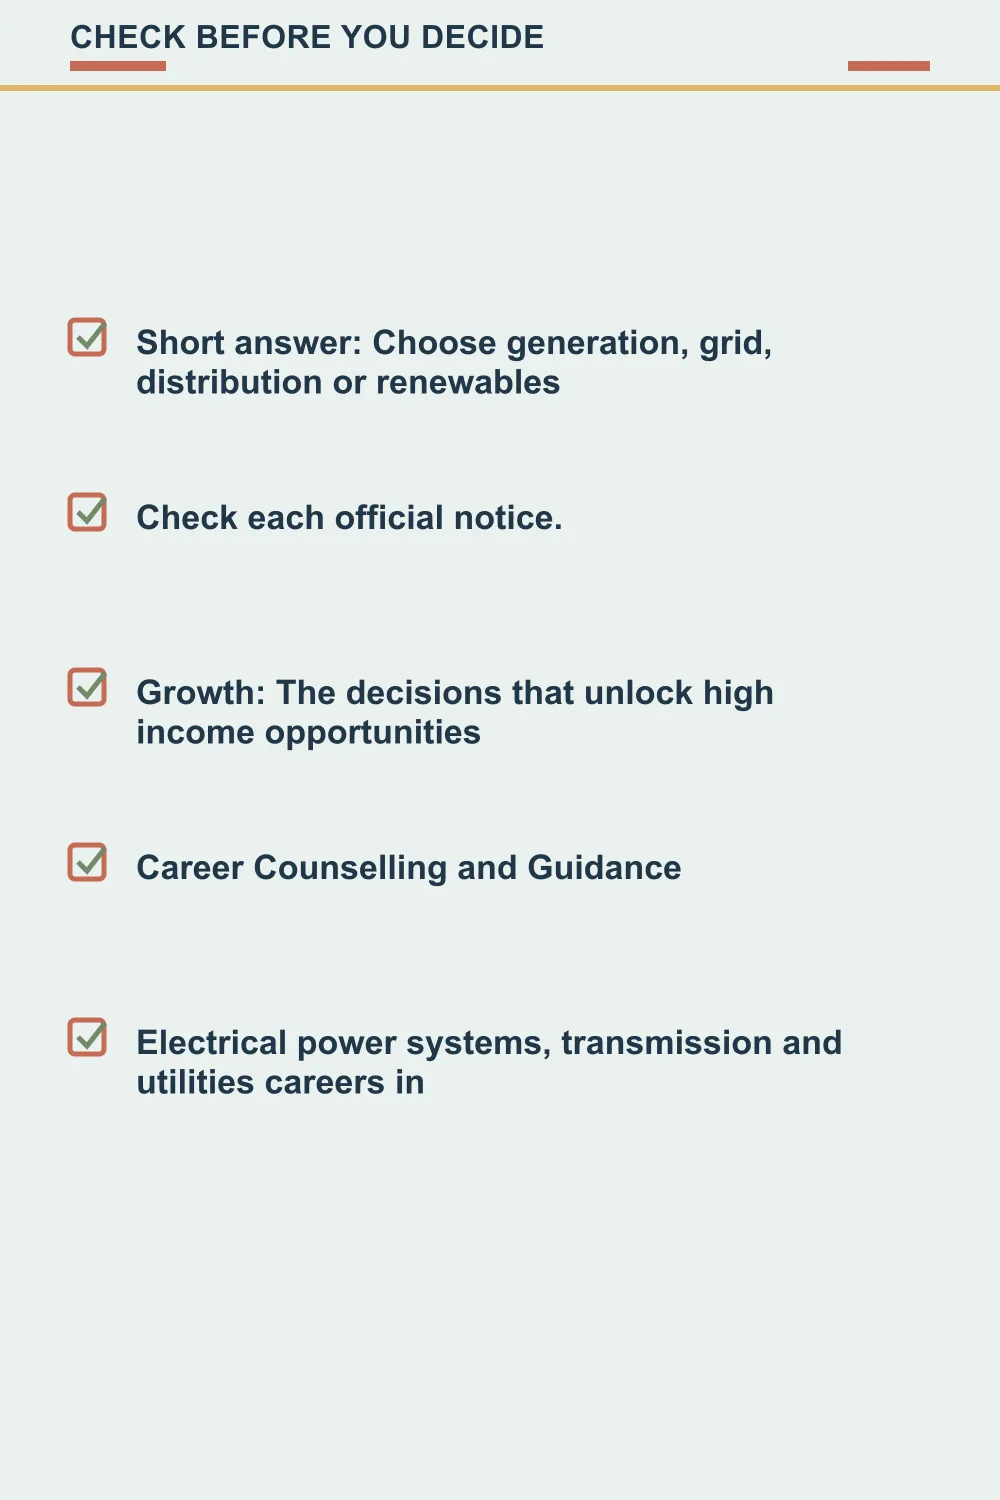 CHECK BEFORE YOU DECIDE
Short answer: Choose generation, grid,
distribution or renewables
Check each official notice.
Growth: The decisions that unlock high
income opportunities
Career Counselling and Guidance
Electrical power systems, transmission and
utilities careers in